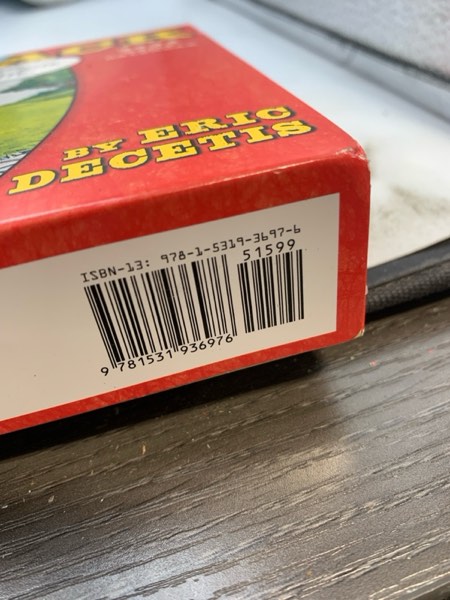 BY ERIC
DECETIS
ISBN-13: 978-1-5319-3697-6
51599
9 781531 936976